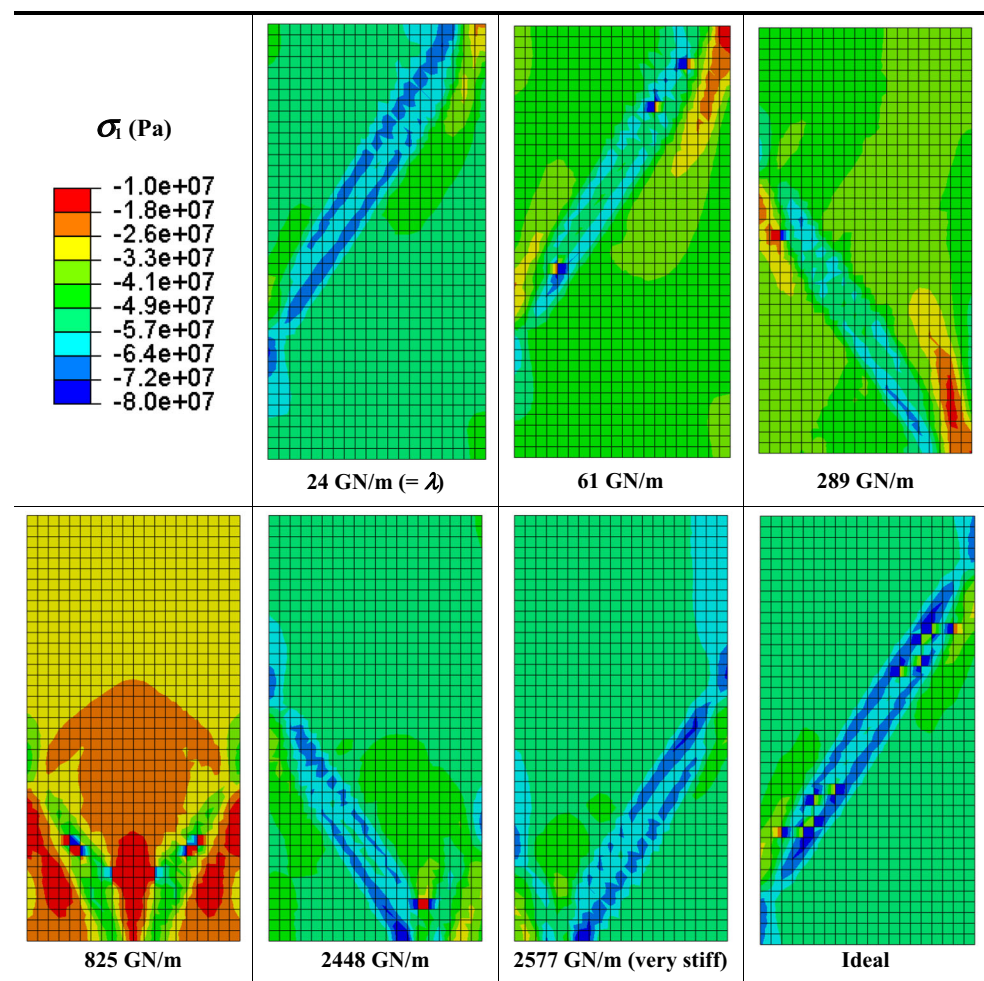 σI (Pa)
-1.0e+07
-1.8e+07
-2.6e+07
-3.3e+07
-4.1e+07
-4.9e+07
-5.7e+07
-6.4e+07
-7.2e+07
-8.0e+07
24 GN/m (= λ)
61 GN/m
289 GN/m
825 GN/m
2448 GN/m
2577 GN/m (very stiff)
Ideal